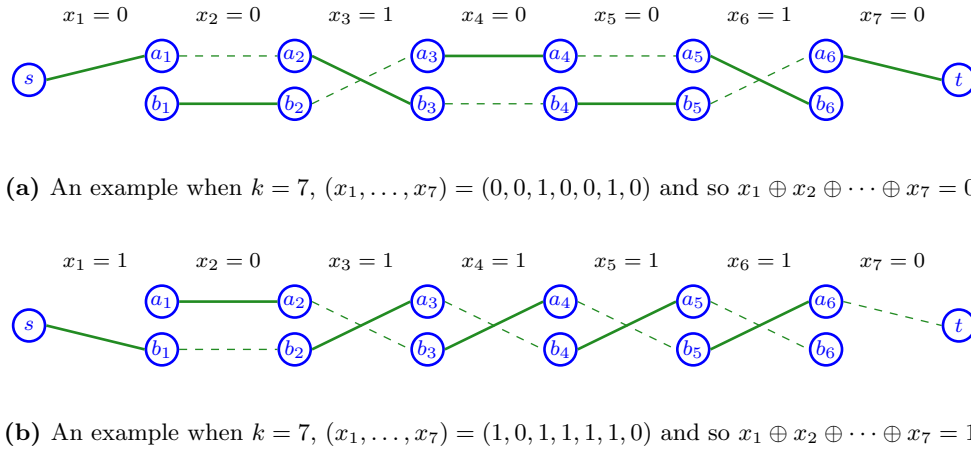 x₁ = 0 x₂ = 0 x₃ = 1 x₄ = 0 x₅ = 0 x₆ = 1 x₇ = 0
a₁ a₂ a₃ a₄ a₅ a₆
s t
b₁ b₂ b₃ b₄ b₅ b₆
(a) An example when k = 7, (x₁, …, x₇) = (0, 0, 1, 0, 0, 1, 0) and so x₁ ⊕ x₂ ⊕ ⋯ ⊕ x₇ = 0
x₁ = 1 x₂ = 0 x₃ = 1 x₄ = 1 x₅ = 1 x₆ = 1 x₇ = 0
a₁ a₂ a₃ a₄ a₅ a₆
s t
b₁ b₂ b₃ b₄ b₅ b₆
(b) An example when k = 7, (x₁, …, x₇) = (1, 0, 1, 1, 1, 1, 0) and so x₁ ⊕ x₂ ⊕ ⋯ ⊕ x₇ = 1